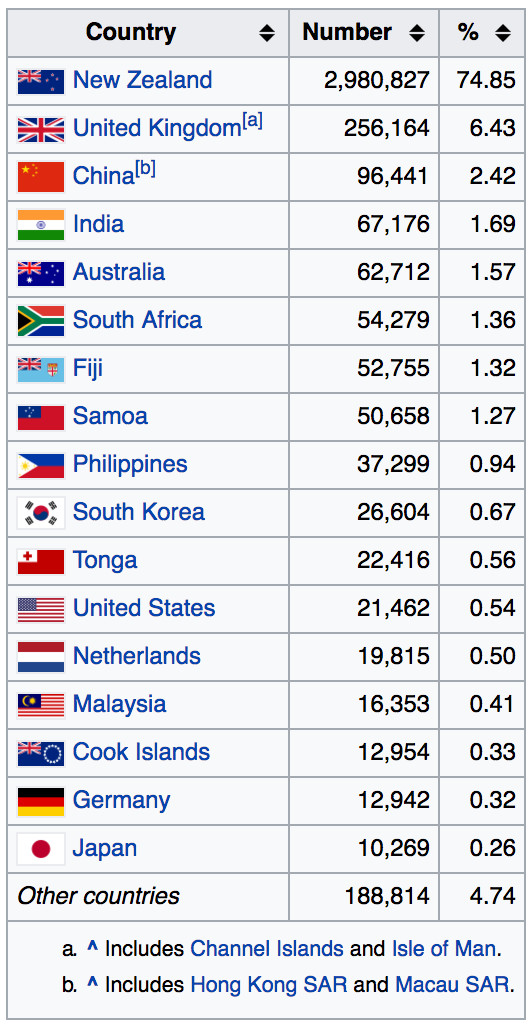 Country Number %
New Zealand 2,980,827 74.85
United Kingdom[a] 256,164 6.43
China[b] 96,441 2.42
India 67,176 1.69
Australia 62,712 1.57
South Africa 54,279 1.36
Fiji 52,755 1.32
Samoa 50,658 1.27
Philippines 37,299 0.94
South Korea 26,604 0.67
Tonga 22,416 0.56
United States 21,462 0.54
Netherlands 19,815 0.50
Malaysia 16,353 0.41
Cook Islands 12,954 0.33
Germany 12,942 0.32
Japan 10,269 0.26
Other countries 188,814 4.74
a. ^ Includes Channel Islands and Isle of Man.
b. ^ Includes Hong Kong SAR and Macau SAR.